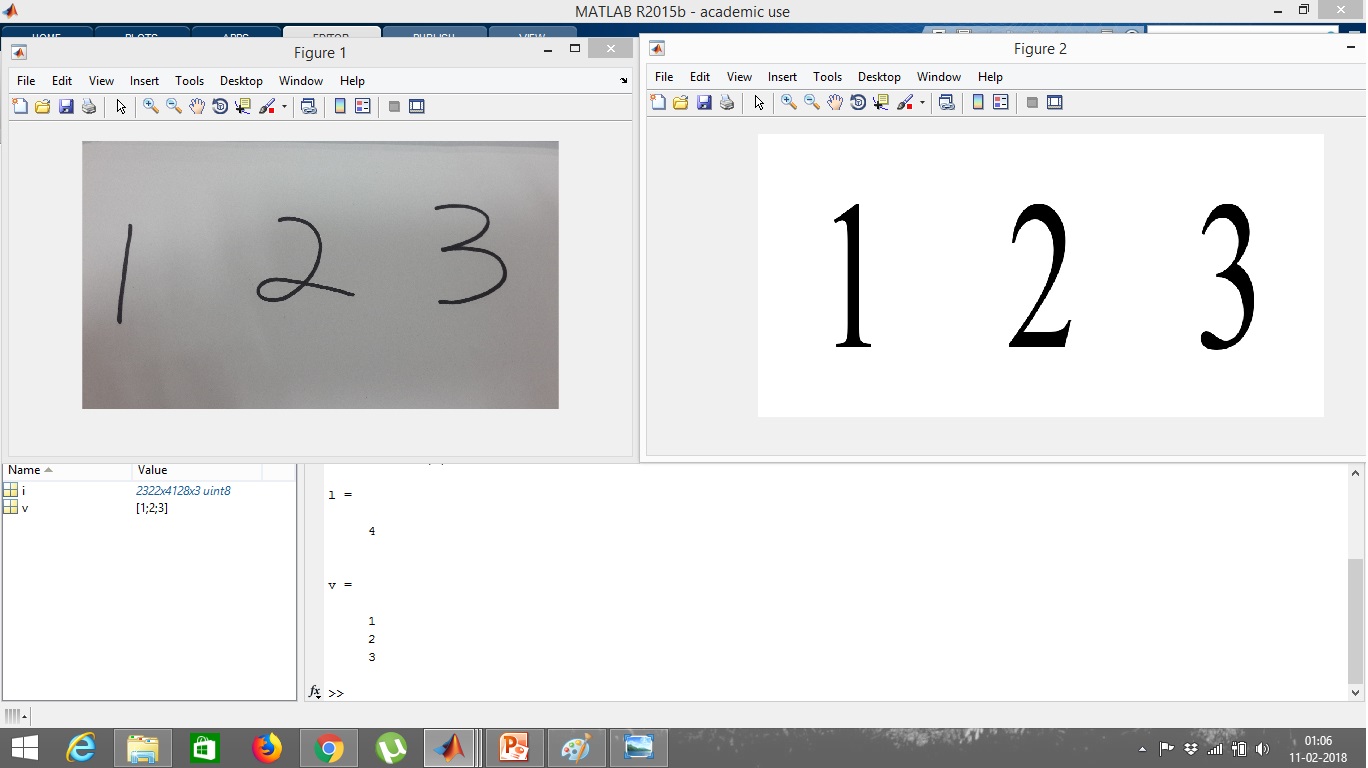 MATLAB R2015b - academic use
HOME PLOTS APPS EDITOR PUBLISH VIEW
Figure 1
File Edit View Insert Tools Desktop Window Help
1 2 3
Figure 2
File Edit View Insert Tools Desktop Window Help
1 2 3
Name Value
i 2322x4128x3 uint8
v [1;2;3]
l =
4
v =
1
2
3
fx >>
01:06
11-02-2018